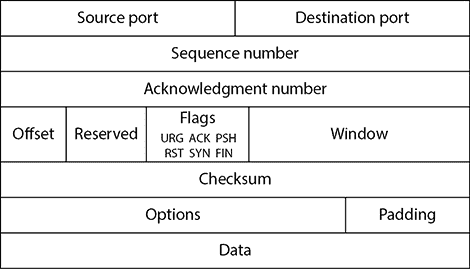 Source port Destination port
Sequence number
Acknowledgment number
Offset Reserved Flags Window
URG ACK PSH
RST SYN FIN
Checksum
Options Padding
Data